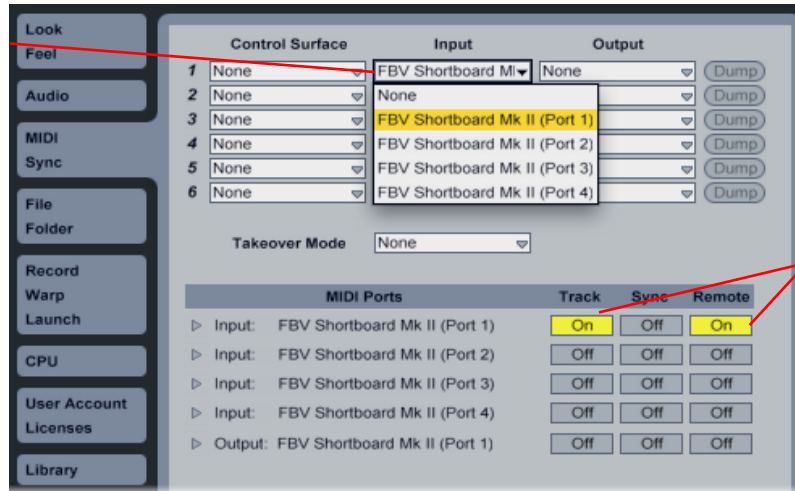 Look
Feel
Audio
MIDI
Sync
File
Folder
Record
Warp
Launch
CPU
User Account
Licenses
Library
Control Surface Input Output
1 None FBV Shortboard MI None Dump
2 None None Dump
3 None FBV Shortboard Mk II (Port 1) Dump
4 None FBV Shortboard Mk II (Port 2) Dump
5 None FBV Shortboard Mk II (Port 3) Dump
6 None FBV Shortboard Mk II (Port 4) Dump
Takeover Mode None
MIDI Ports Track Sync Remote
Input: FBV Shortboard Mk II (Port 1) On Off On
Input: FBV Shortboard Mk II (Port 2) Off Off Off
Input: FBV Shortboard Mk II (Port 3) Off Off Off
Input: FBV Shortboard Mk II (Port 4) Off Off Off
Output: FBV Shortboard Mk II (Port 1) Off Off Off